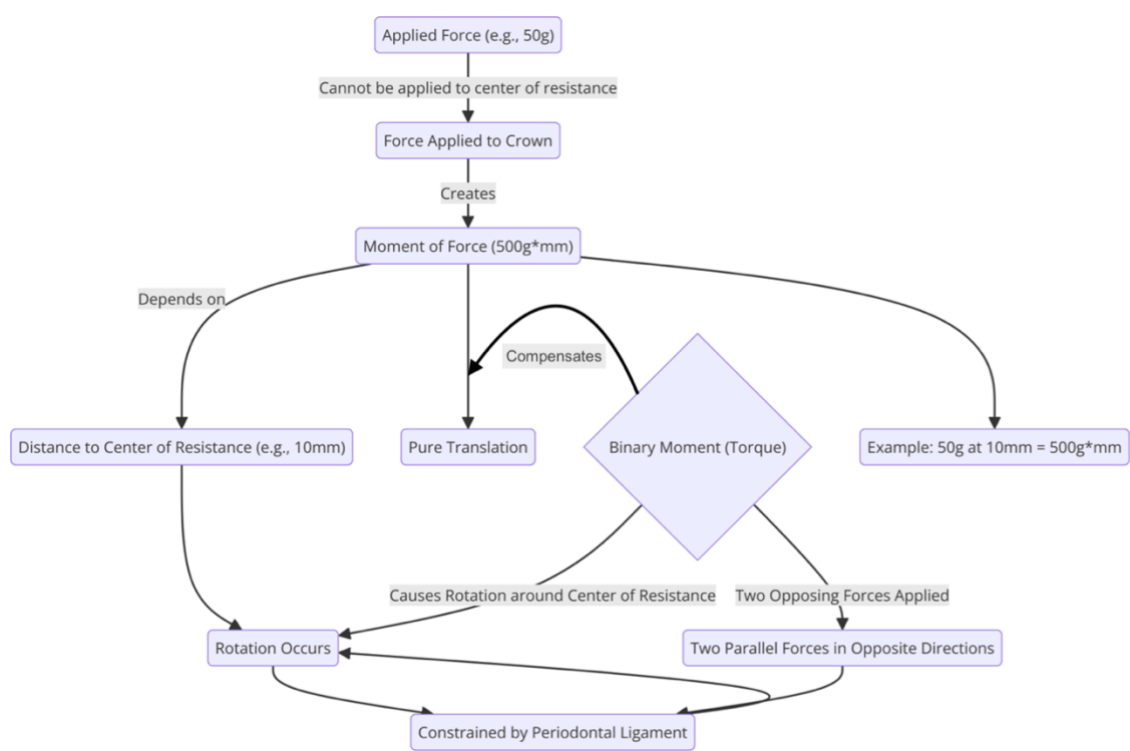 Applied Force (e.g., 50g)
Cannot be applied to center of resistance
Force Applied to Crown
Creates
Moment of Force (500g*mm)
Depends on
Compensates
Distance to Center of Resistance (e.g., 10mm)
Pure Translation
Binary Moment (Torque)
Example: 50g at 10mm = 500g*mm
Causes Rotation around Center of Resistance
Two Opposing Forces Applied
Rotation Occurs
Two Parallel Forces in Opposite Directions
Constrained by Periodontal Ligament